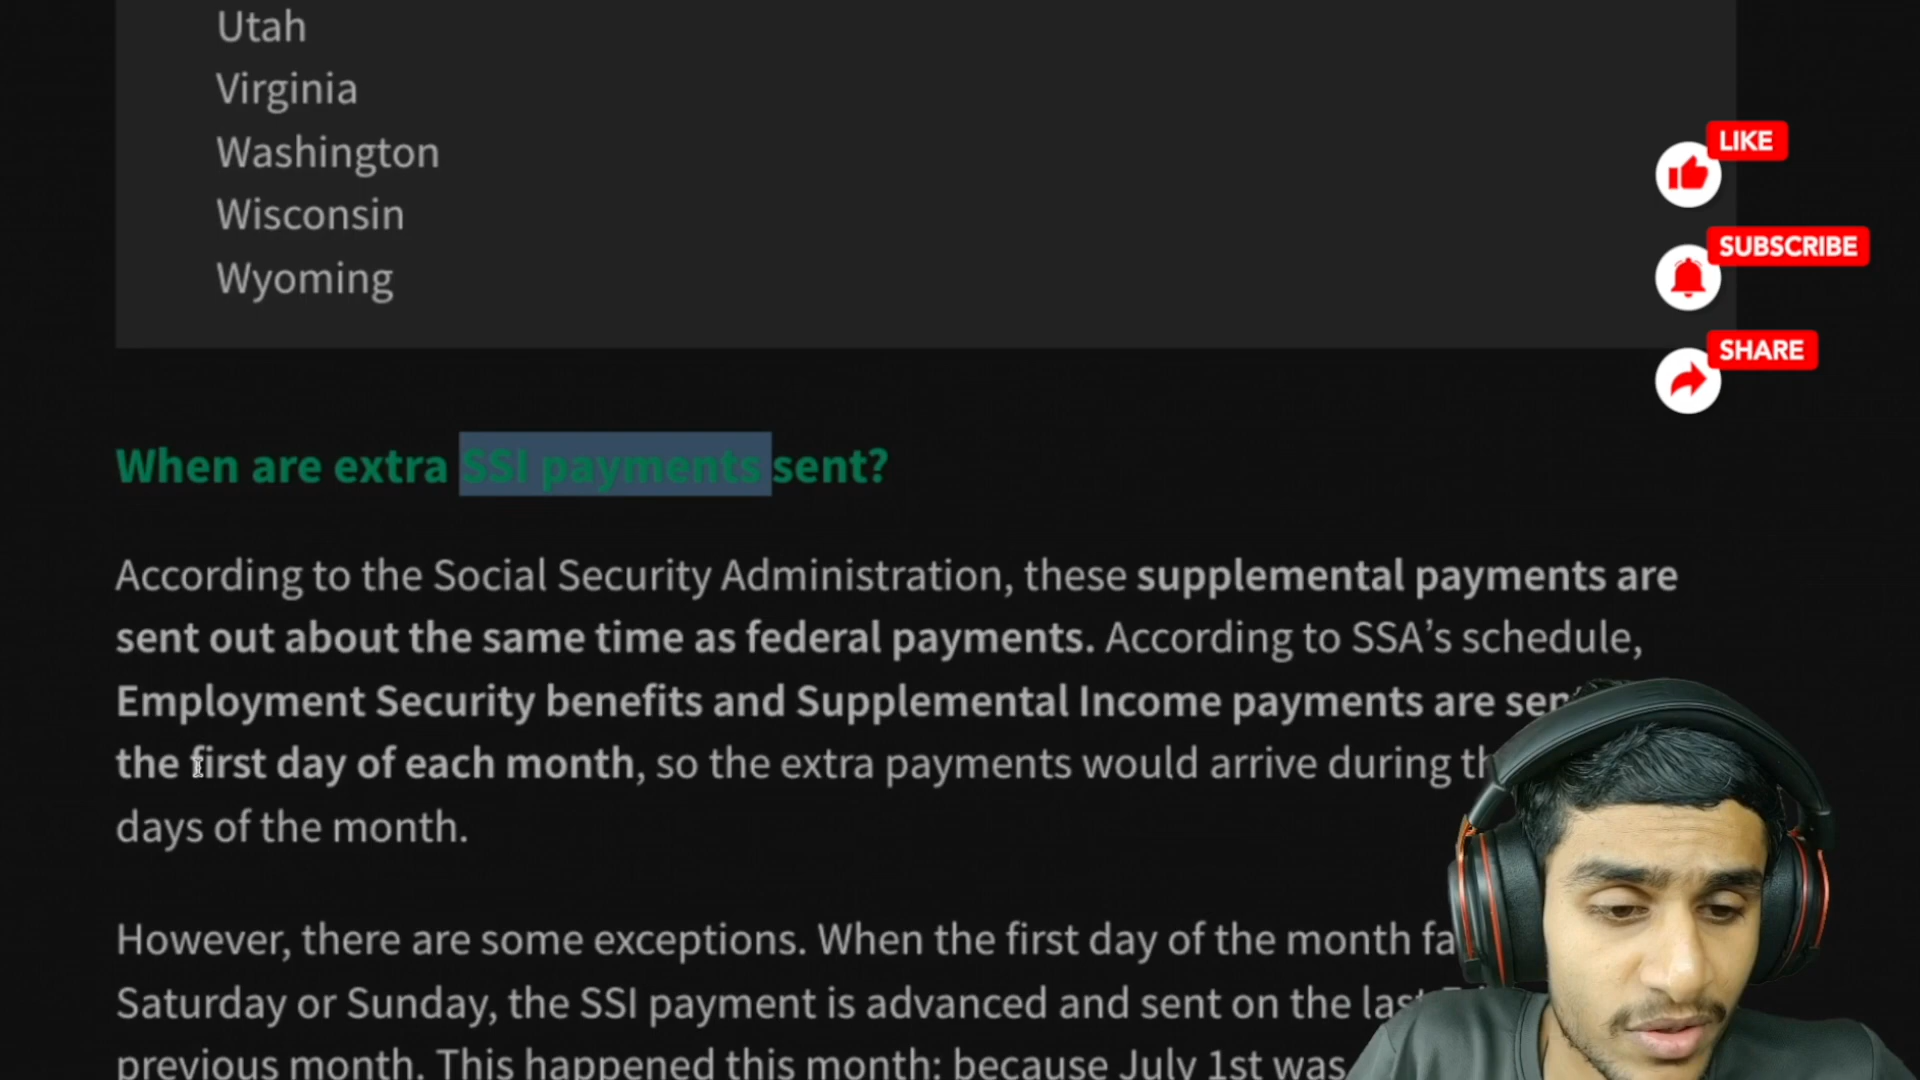 Utah
Virginia
Washington
Wisconsin
Wyoming
LIKE
SUBSCRIBE
SHARE
When are extra SSI payments sent?
According to the Social Security Administration, these supplemental payments are
sent out about the same time as federal payments. According to SSA’s schedule,
Employment Security benefits and Supplemental Income payments are
the first day of each month, so the extra payments would arrive during
days of the month.
However, there are some exceptions. When the first day of the month
Saturday or Sunday, the SSI payment is advanced and sent on the last
previous month. This happened this month: because July 1st was